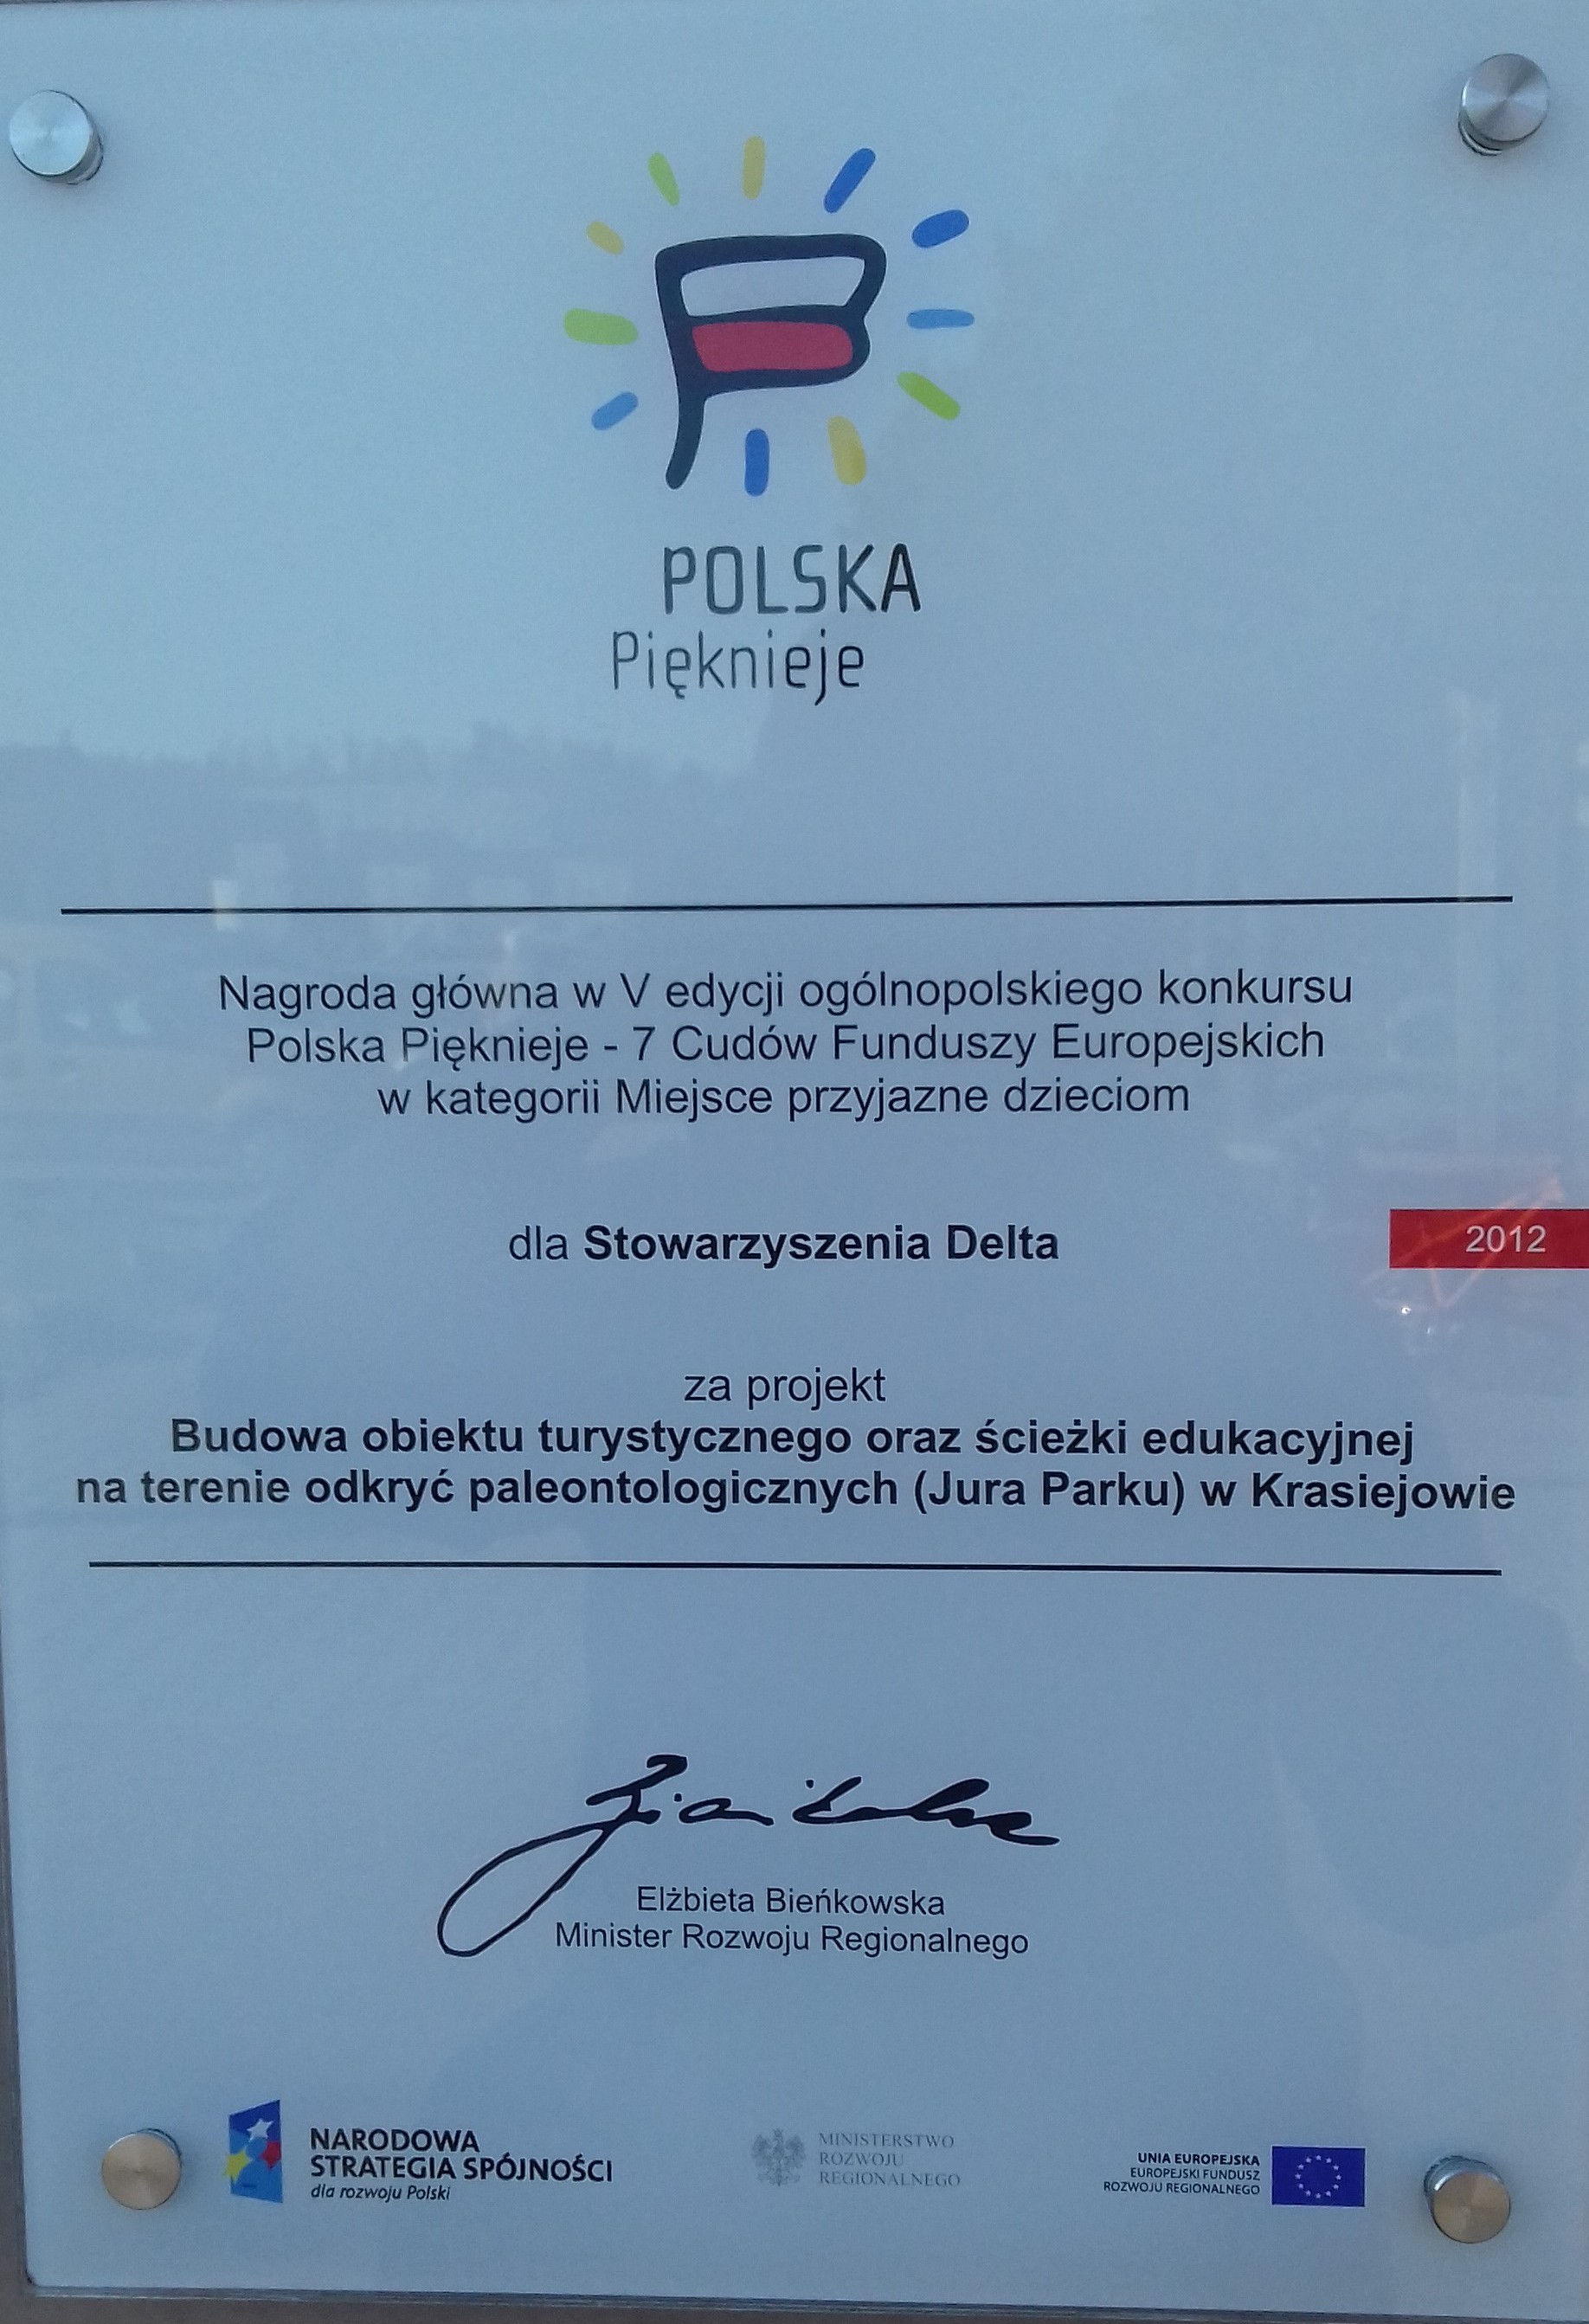 POLSKA
Pięknieje
Nagroda główna w V edycji ogólnopolskiego konkursu
Polska Pięknieje - 7 Cudów Funduszy Europejskich
w kategorii Miejsce przyjazne dzieciom
dla Stowarzyszenia Delta
2012
za projekt
Budowa obiektu turystycznego oraz ścieżki edukacyjnej
na terenie odkryć paleontologicznych (Jura Parku) w Krasiejowie
Elżbieta Bieńkowska
Minister Rozwoju Regionalnego
NARODOWA
STRATEGIA SPÓJNOŚCI
dla rozwoju Polski
MINISTERSTWO
ROZWOJU
REGIONALNEGO
UNIA EUROPEJSKA
EUROPEJSKI FUNDUSZ
ROZWOJU REGIONALNEGO